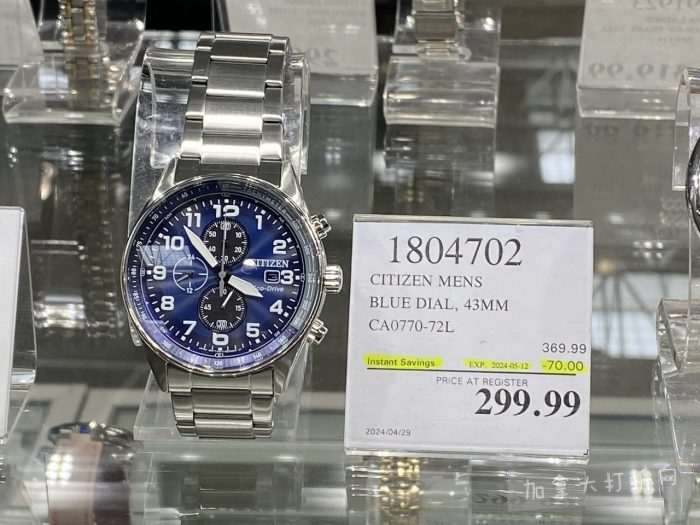 1804702
CITIZEN MENS
BLUE DIAL, 43MM
CA0770-72L
369.99
Instant Savings EXP. 2024-05-12 -70.00
PRICE AT REGISTER
299.99
2024/04/29
CITIZEN
Eco-Drive
12
1
2
3
4
5
7
8
9
10
11
加拿大打折网